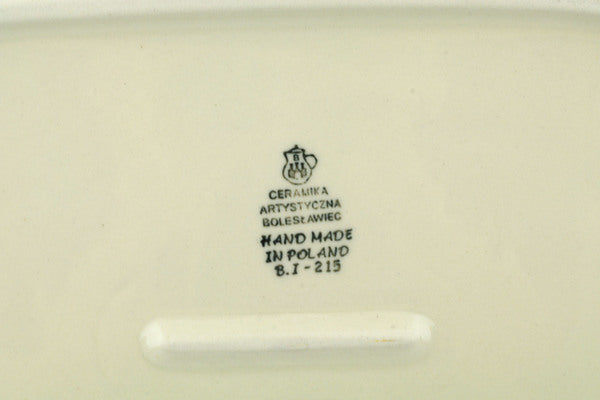 B
CERAMIKA
ARTYSTYCZNA
BOLESŁAWIEC
HAND MADE
IN POLAND
B.I - 215